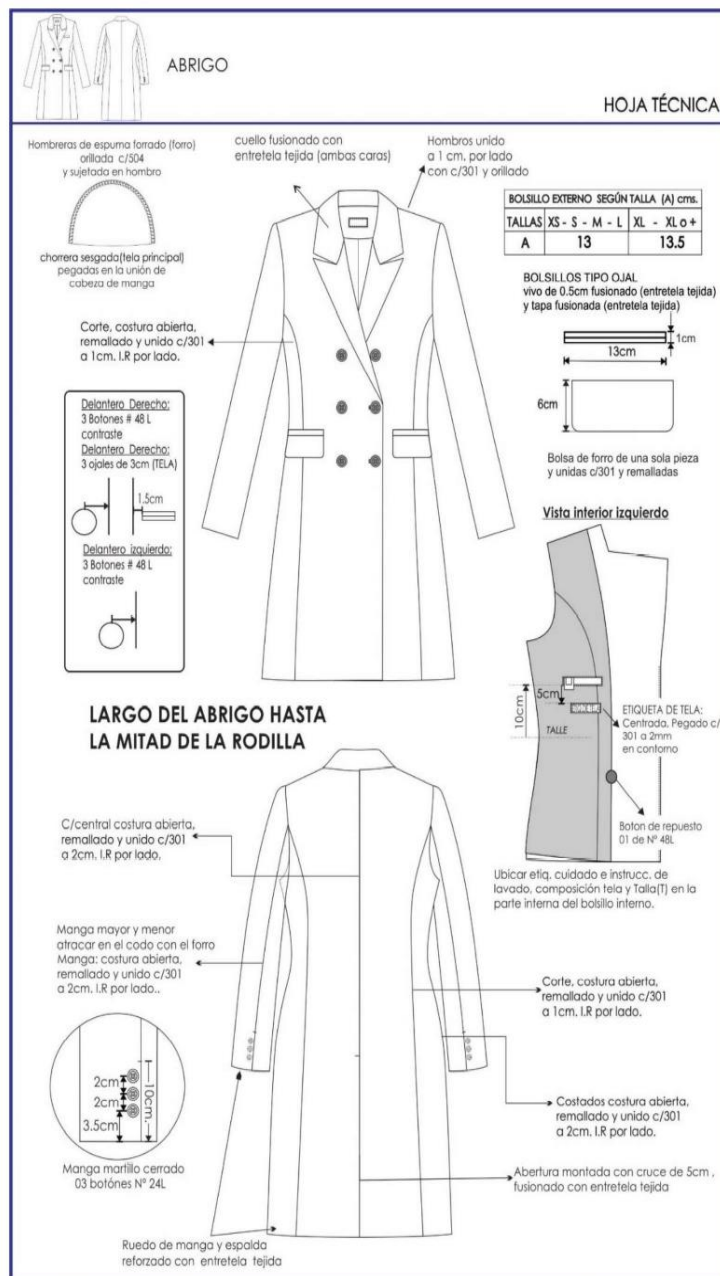 ABRIGO
HOJA TÉCNICA
Hombreras de espuma forrado (forro)
orillada c/504
y sujetada en hombro
chorrera sesgada(tela principal)
pegadas en la unión de
cabeza de manga
cuello fusionado con
entretela tejida (ambas caras)
Hombros unido
a 1 cm. por lado
con c/301 y orillado
BOLSILLO EXTERNO SEGÚN TALLA (A) cms.
TALLAS XS - S - M - L XL - XL o +
A 13 13.5
BOLSILLOS TIPO OJAL
vivo de 0.5cm fusionado (entretela tejida)
y tapa fusionada (entretela tejida)
1cm
13cm
6cm
Bolsa de forro de una sola pieza
y unidas c/301 y remalladas
Corte, costura abierta,
remallado y unido c/301
a 1cm. I.R por lado.
Delantero Derecho:
3 Botones # 48 L
contraste
Delantero Derecho:
3 ojales de 3cm (TELA)
1.5cm
Delantero izquierdo:
3 Botones # 48 L
contraste
Vista interior izquierdo
5cm
10cm
TALLE
ETIQUETA DE TELA:
Centrada. Pegado c/
301 a 2mm
en contorno
Boton de repuesto
01 de Nº 48L
Ubicar etiq. cuidado e instrucc. de
lavado, composición tela y Talla(T) en la
parte interna del bolsillo interno.
LARGO DEL ABRIGO HASTA
LA MITAD DE LA RODILLA
C/central costura abierta,
remallado y unido c/301
a 2cm. I.R por lado.
Manga mayor y menor
atracar en el codo con el forro
Manga: costura abierta,
remallado y unido c/301
a 2cm. I.R por lado..
2cm
2cm
3.5cm
10cm.
Manga martillo cerrado
03 botónes Nº 24L
Corte, costura abierta,
remallado y unido c/301
a 1cm. I.R por lado.
Costados costura abierta,
remallado y unido c/301
a 2cm. I.R por lado.
Abertura montada con cruce de 5cm ,
fusionado con entretela tejida
Ruedo de manga y espalda
reforzado con entretela tejida